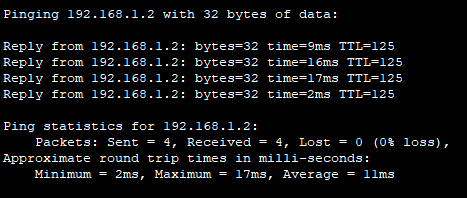 Pinging 192.168.1.2 with 32 bytes of data:
Reply from 192.168.1.2: bytes=32 time=9ms TTL=125
Reply from 192.168.1.2: bytes=32 time=16ms TTL=125
Reply from 192.168.1.2: bytes=32 time=17ms TTL=125
Reply from 192.168.1.2: bytes=32 time=2ms TTL=125
Ping statistics for 192.168.1.2:
Packets: Sent = 4, Received = 4, Lost = 0 (0% loss),
Approximate round trip times in milli-seconds:
Minimum = 2ms, Maximum = 17ms, Average = 11ms